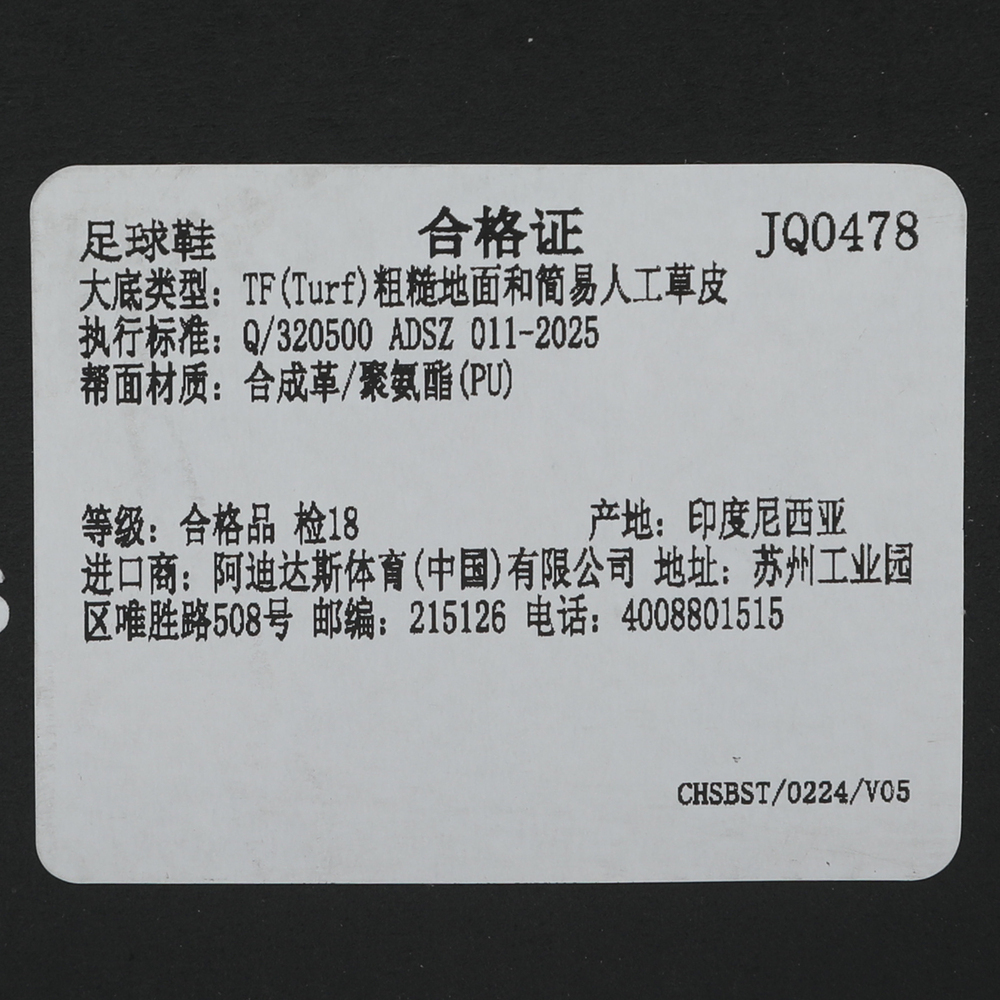 足球鞋 合格证 JQ0478
大底类型：TF(Turf)粗糙地面和简易人工草皮
执行标准：Q/320500 ADSZ 011-2025
帮面材质：合成革/聚氨酯(PU)
等级：合格品 检18 产地：印度尼西亚
进口商：阿迪达斯体育(中国)有限公司 地址：苏州工业园
区唯胜路508号 邮编：215126 电话：4008801515
CHSBST/0224/V05